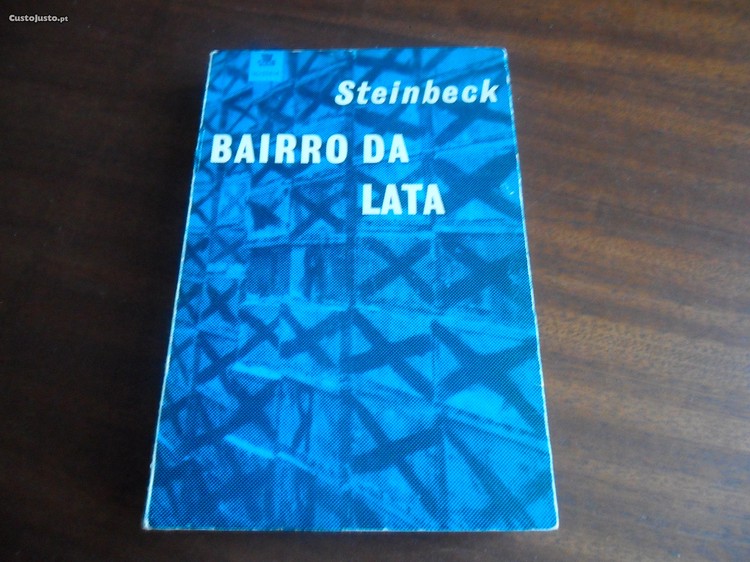 CustoJusto.pt
Steinbeck
BAIRRO DA
LATA